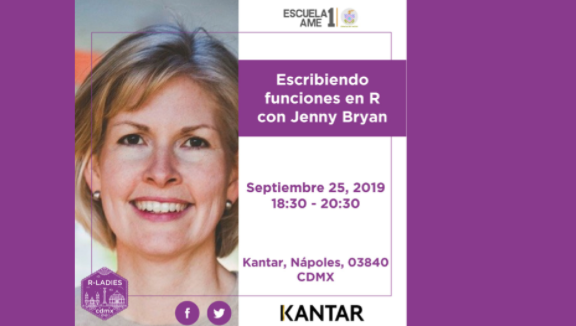 ESCUELA 1
AME
Escribiendo
funciones en R
con Jenny Bryan
Septiembre 25, 2019
18:30 - 20:30
Kantar, Nápoles, 03840
CDMX
R-LADIES
cdmx
KANTAR